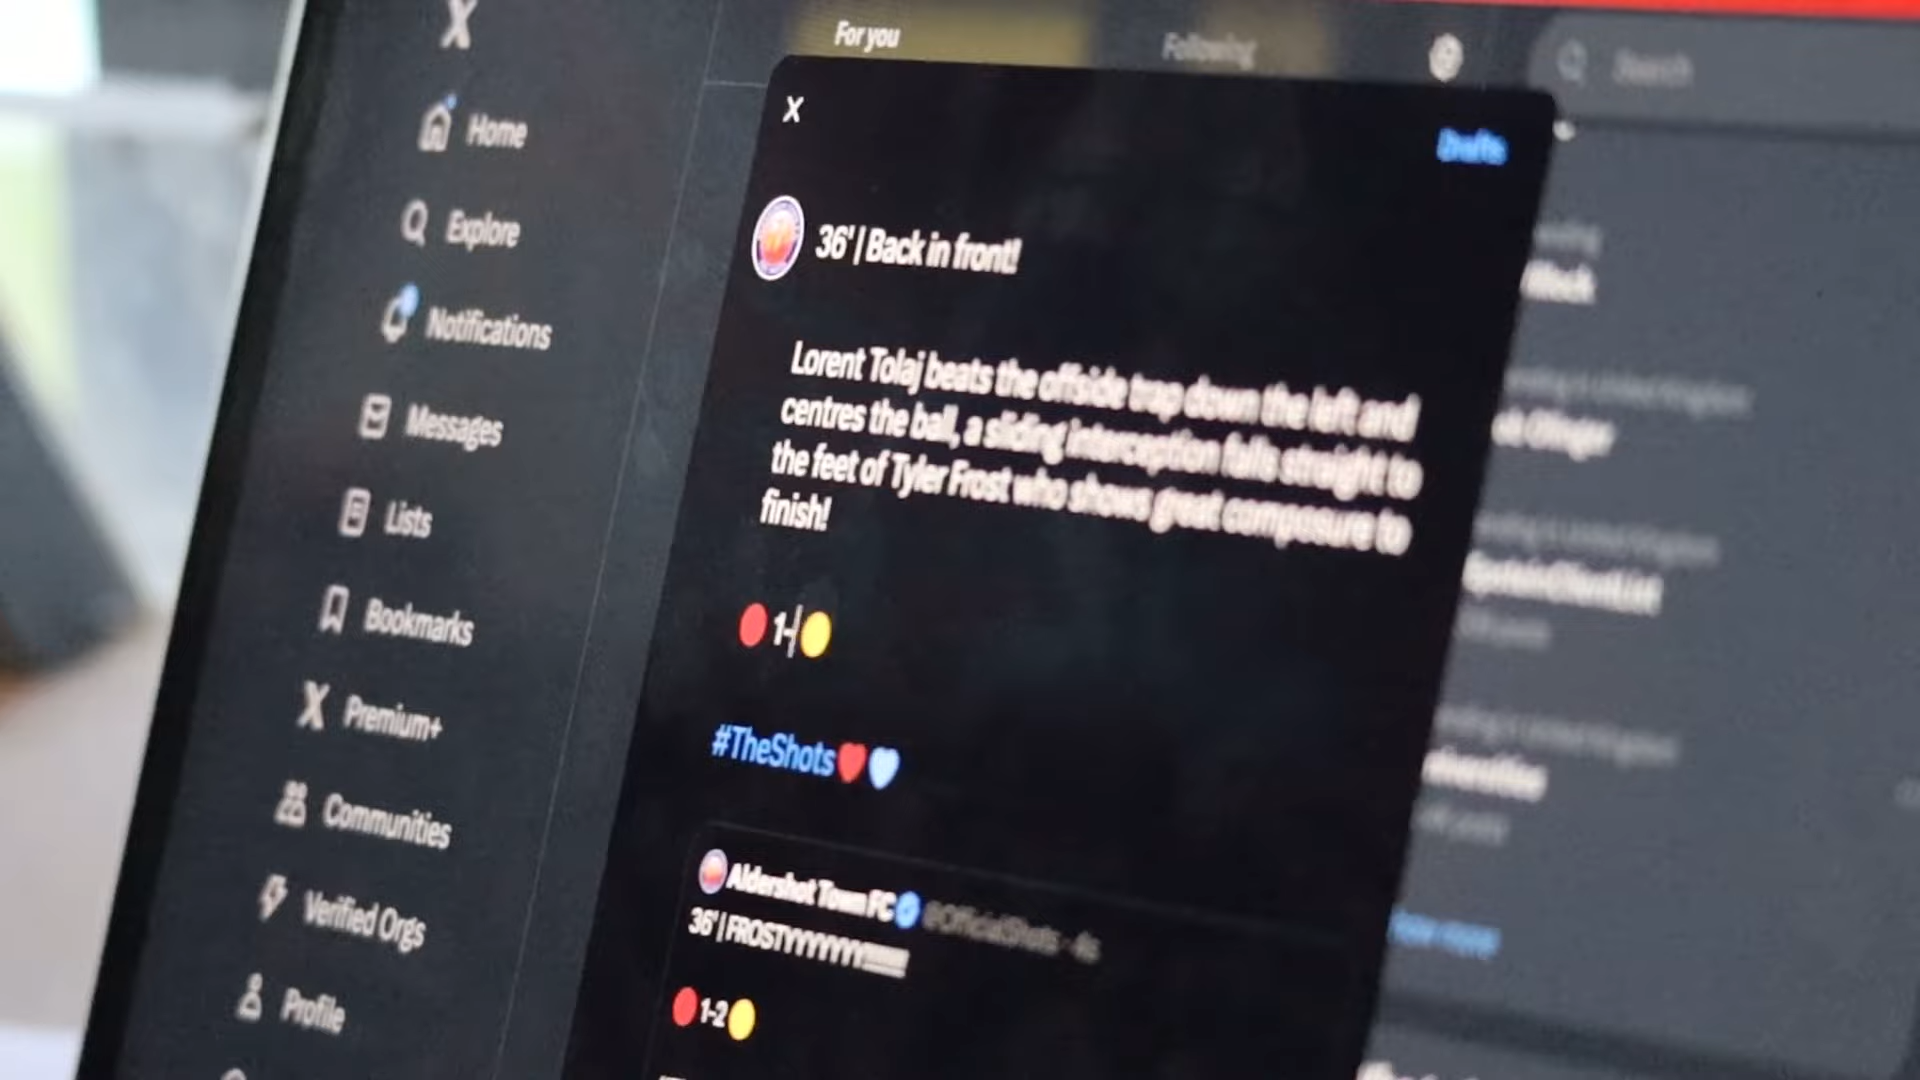 X
For you
Following
Search
Home
Explore
Notifications
Messages
Lists
Bookmarks
Premium+
Communities
Verified Orgs
Profile
X
Drafts
36' | Back in front!
Lorent Tolaj beats the offside trap down the left and
centres the ball, a sliding interception falls straight to
the feet of Tyler Frost who shows great composure to
finish!
🔴 1-🟡
#TheShots❤️🩵
Aldershot Town FC @OfficialShots · 4s
36' | FROSTYYYYYYY!!!!!!!!
🔴 1-2 🟡